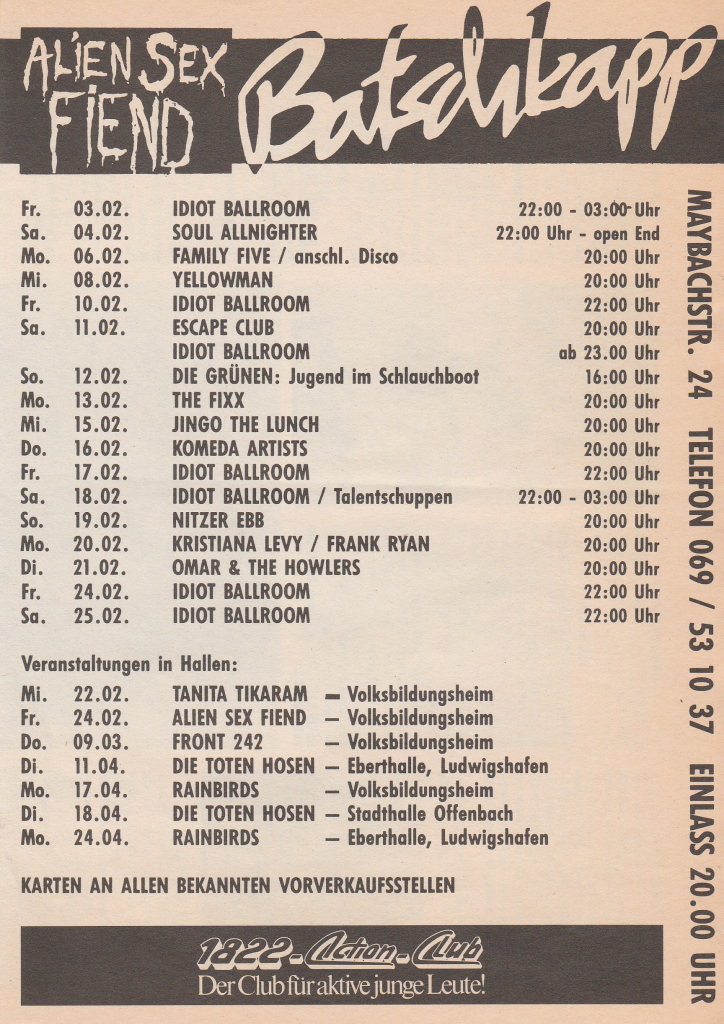 ALIEN SEX
FIEND
Batschkapp
Fr. 03.02. IDIOT BALLROOM 22:00 - 03:00 Uhr
Sa. 04.02. SOUL ALLNIGHTER 22:00 Uhr - open End
Mo. 06.02. FAMILY FIVE / anschl. Disco 20:00 Uhr
Mi. 08.02. YELLOWMAN 20:00 Uhr
Fr. 10.02. IDIOT BALLROOM 22:00 Uhr
Sa. 11.02. ESCAPE CLUB 20:00 Uhr
IDIOT BALLROOM ab 23.00 Uhr
So. 12.02. DIE GRÜNEN: Jugend im Schlauchboot 16:00 Uhr
Mo. 13.02. THE FIXX 20:00 Uhr
Mi. 15.02. JINGO THE LUNCH 20:00 Uhr
Do. 16.02. KOMEDA ARTISTS 20:00 Uhr
Fr. 17.02. IDIOT BALLROOM 22:00 Uhr
Sa. 18.02. IDIOT BALLROOM / Talentschuppen 22:00 - 03:00 Uhr
So. 19.02. NITZER EBB 20:00 Uhr
Mo. 20.02. KRISTIANA LEVY / FRANK RYAN 20:00 Uhr
Di. 21.02. OMAR & THE HOWLERS 20:00 Uhr
Fr. 24.02. IDIOT BALLROOM 22:00 Uhr
Sa. 25.02. IDIOT BALLROOM 22:00 Uhr
Veranstaltungen in Hallen:
Mi. 22.02. TANITA TIKARAM – Volksbildungsheim
Fr. 24.02. ALIEN SEX FIEND – Volksbildungsheim
Do. 09.03. FRONT 242 – Volksbildungsheim
Di. 11.04. DIE TOTEN HOSEN – Eberthalle, Ludwigshafen
Mo. 17.04. RAINBIRDS – Volksbildungsheim
Di. 18.04. DIE TOTEN HOSEN – Stadthalle Offenbach
Mo. 24.04. RAINBIRDS – Eberthalle, Ludwigshafen
KARTEN AN ALLEN BEKANNTEN VORVERKAUFSSTELLEN
1822-Action-Club
Der Club für aktive junge Leute!
MAYBACHSTR. 24 TELEFON 069 / 53 10 37 EINLASS 20.00 UHR